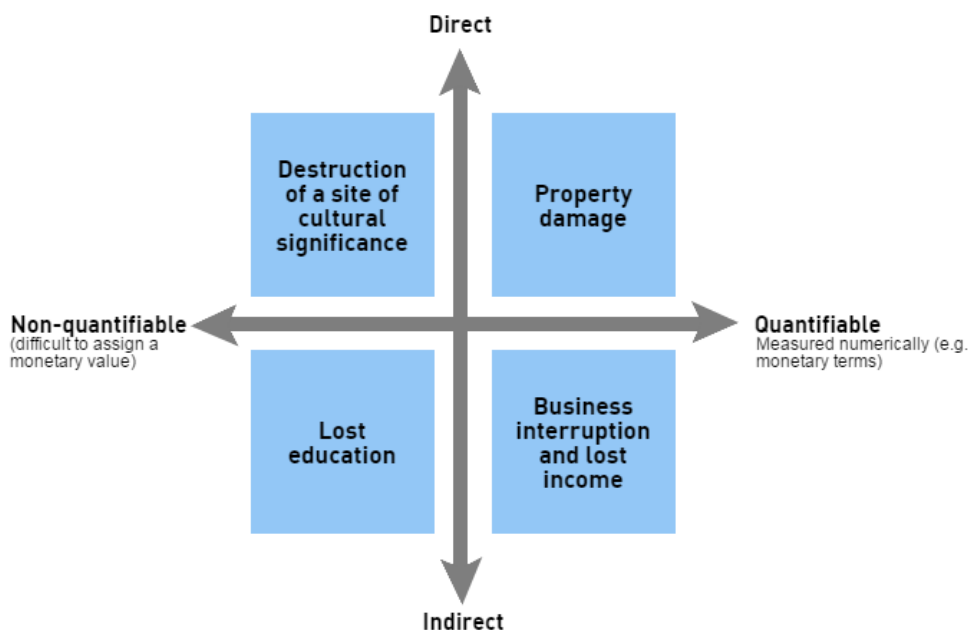 Direct
Destruction
of a site of
cultural
significance
Property
damage
Non-quantifiable
(difficult to assign a
monetary value)
Quantifiable
Measured numerically (e.g.
monetary terms)
Lost
education
Business
interruption
and lost
income
Indirect